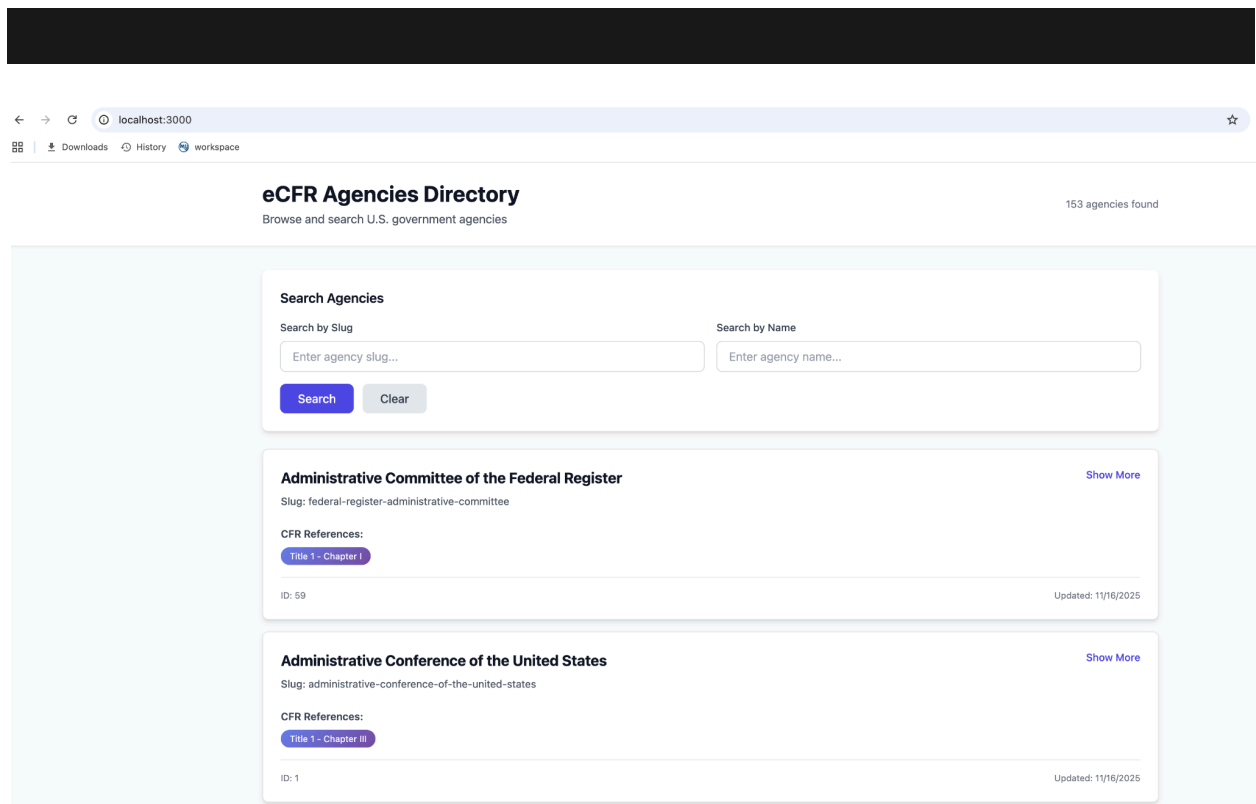 localhost:3000
Downloads History workspace
eCFR Agencies Directory
Browse and search U.S. government agencies
153 agencies found
Search Agencies
Search by Slug
Enter agency slug...
Search by Name
Enter agency name...
Search Clear
Administrative Committee of the Federal Register
Show More
Slug: federal-register-administrative-committee
CFR References:
Title 1 - Chapter I
ID: 59
Updated: 11/16/2025
Administrative Conference of the United States
Show More
Slug: administrative-conference-of-the-united-states
CFR References:
Title 1 - Chapter III
ID: 1
Updated: 11/16/2025